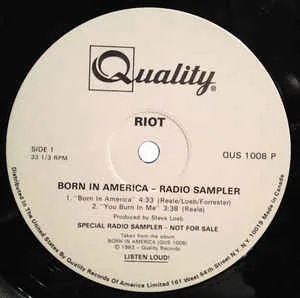 Quality®
RIOT
SIDE 1
33 1/3 RPM
QUS 1008 P
BORN IN AMERICA – RADIO SAMPLER
1. "Born In America" 4:33 (Reale/Loeb/Forrester)
2. "You Burn In Me" 3:38 (Reale)
Produced by Steve Loeb
SPECIAL RADIO SAMPLER - NOT FOR SALE
Taken from the album
BORN IN AMERICA (QUS 1008)
℗ 1983 – Quality Records
LISTEN LOUD!
Distributed In The United States By Quality Records Of America Limited 161 West 54th Street N.Y., N.Y. 10019 Made In Canada